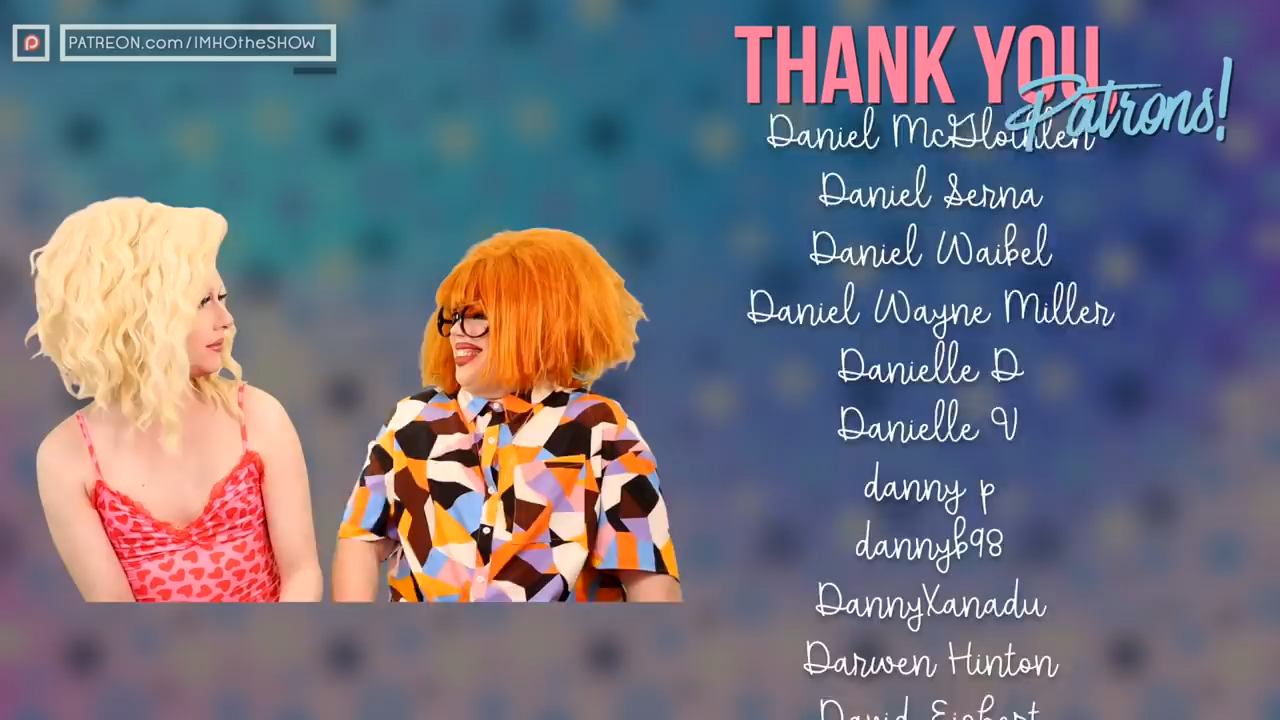 PATREON.com/IMHOtheSHOW
THANK YOU,
Patrons!
Daniel McGlothlen
Daniel Serna
Daniel Waibel
Daniel Wayne Miller
Danielle D
Danielle V
danny p
dannyb98
DannyXanadu
Darwen Hinton
David